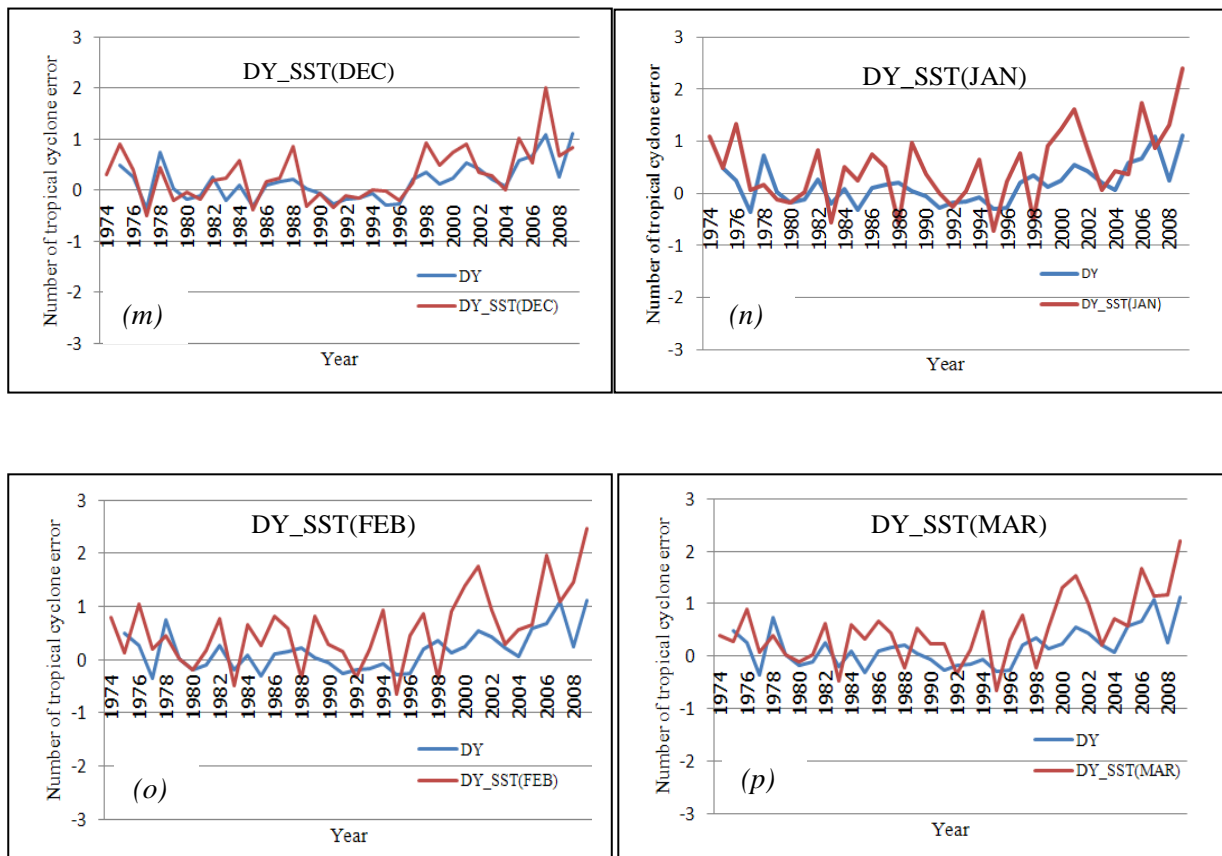 DY_SST(DEC)
Number of tropical cyclone error
3
2
1
0
-1
-2
-3
1974 1976 1978 1980 1982 1984 1986 1988 1990 1992 1994 1996 1998 2000 2002 2004 2006 2008
DY
DY_SST(DEC)
(m)
Year
DY_SST(JAN)
Number of tropical cyclone error
3
2
1
0
-1
-2
-3
1974 1976 1978 1980 1982 1984 1986 1988 1990 1992 1994 1996 1998 2000 2002 2004 2006 2008
DY
DY_SST(JAN)
(n)
Year
DY_SST(FEB)
Number of tropical cyclone error
3
2
1
0
-1
-2
-3
1974 1976 1978 1980 1982 1984 1986 1988 1990 1992 1994 1996 1998 2000 2002 2004 2006 2008
DY
DY_SST(FEB)
(o)
Year
DY_SST(MAR)
Number of tropical cyclone error
3
2
1
0
-1
-2
-3
1974 1976 1978 1980 1982 1984 1986 1988 1990 1992 1994 1996 1998 2000 2002 2004 2006 2008
DY
DY_SST(MAR)
(p)
Year